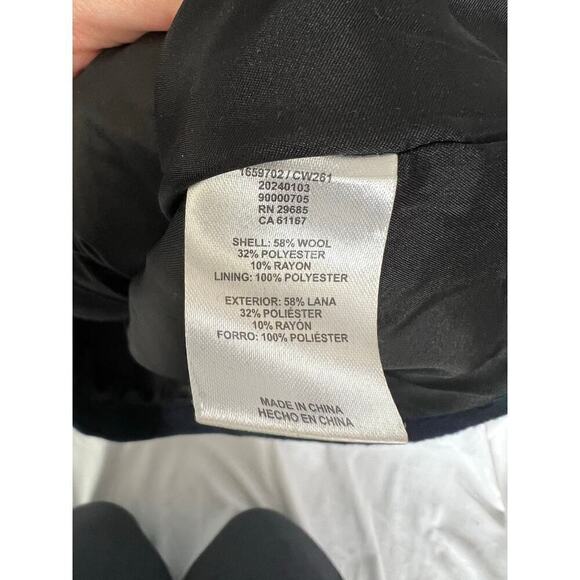 1659702 / CW261
20240103
90000705
RN 29685
CA 61167
SHELL: 58% WOOL
32% POLYESTER
10% RAYON
LINING: 100% POLYESTER
EXTERIOR: 58% LANA
32% POLIÉSTER
10% RAYÓN
FORRO: 100% POLIÉSTER
MADE IN CHINA
HECHO EN CHINA